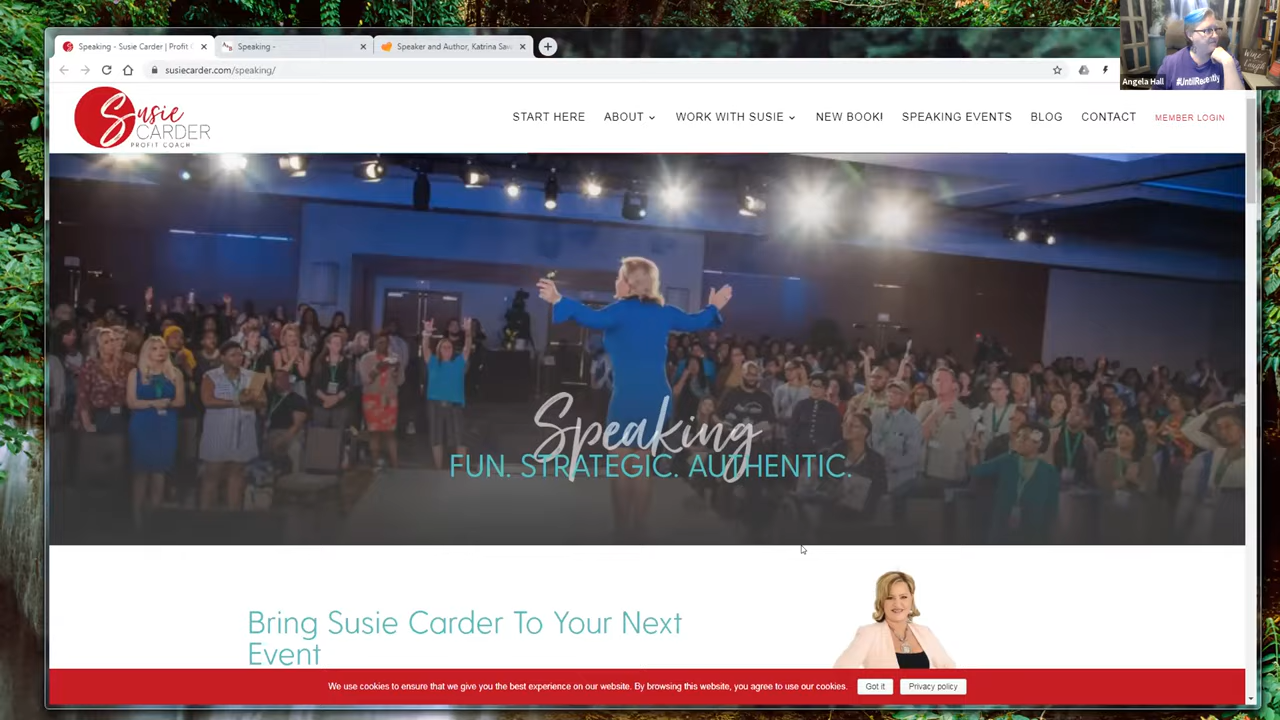 Speaking - Susie Carder | Profit C
Speaking -
Speaker and Author, Katrina Saw
susiecarder.com/speaking/
Angela Hall
#UntilRecently
Susie
CARDER
PROFIT COACH
START HERE
ABOUT
WORK WITH SUSIE
NEW BOOK!
SPEAKING EVENTS
BLOG
CONTACT
MEMBER LOGIN
Speaking
FUN. STRATEGIC. AUTHENTIC.
Bring Susie Carder To Your Next
Event
We use cookies to ensure that we give you the best experience on our website. By browsing this website, you agree to use our cookies.
Got it
Privacy policy